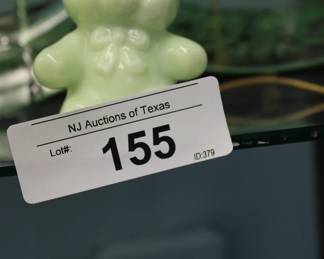 NJ Auctions of Texas
Lot#: 155
ID:379